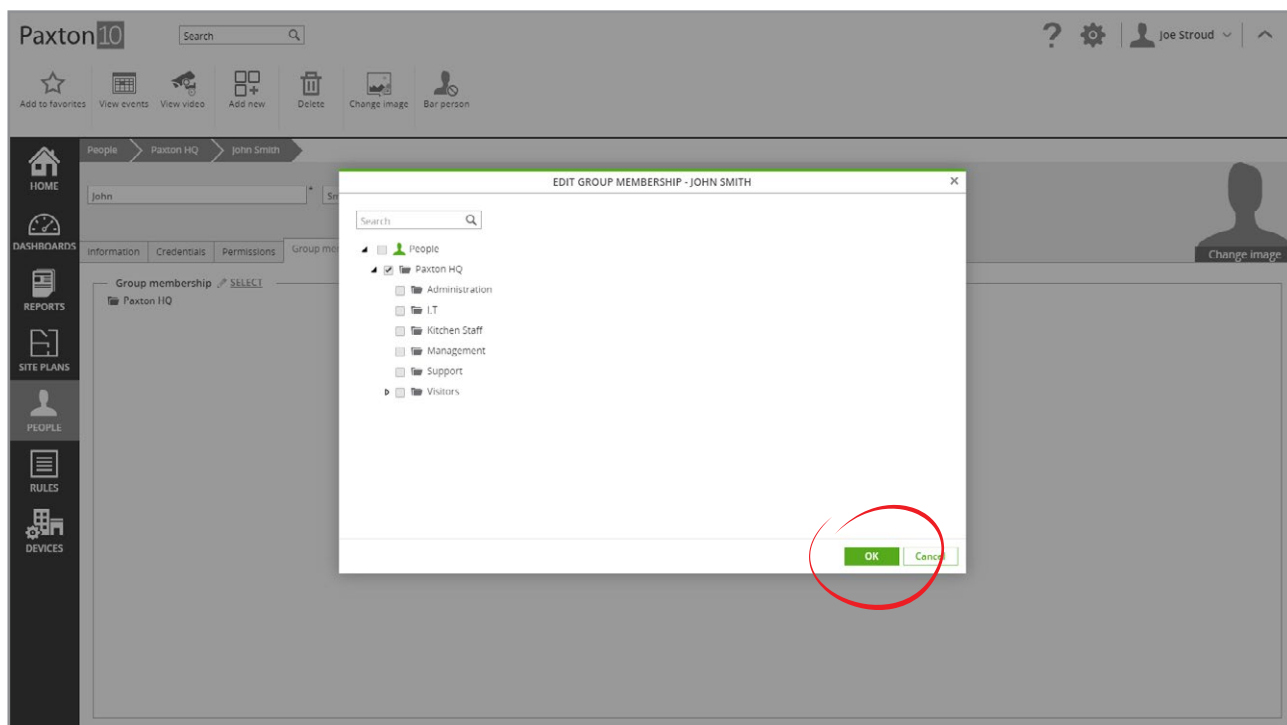 Paxton10
Search
Joe Stroud
Add to favorites
View events
View video
Add new
Delete
Change image
Bar person
HOME
DASHBOARDS
REPORTS
SITE PLANS
PEOPLE
RULES
DEVICES
People
Paxton HQ
John Smith
John
*
Information
Credentials
Permissions
Group
Group membership
SELECT
Paxton HQ
Change image
EDIT GROUP MEMBERSHIP - JOHN SMITH
Search
People
Paxton HQ
Administration
I.T
Kitchen Staff
Management
Support
Visitors
OK
Cancel